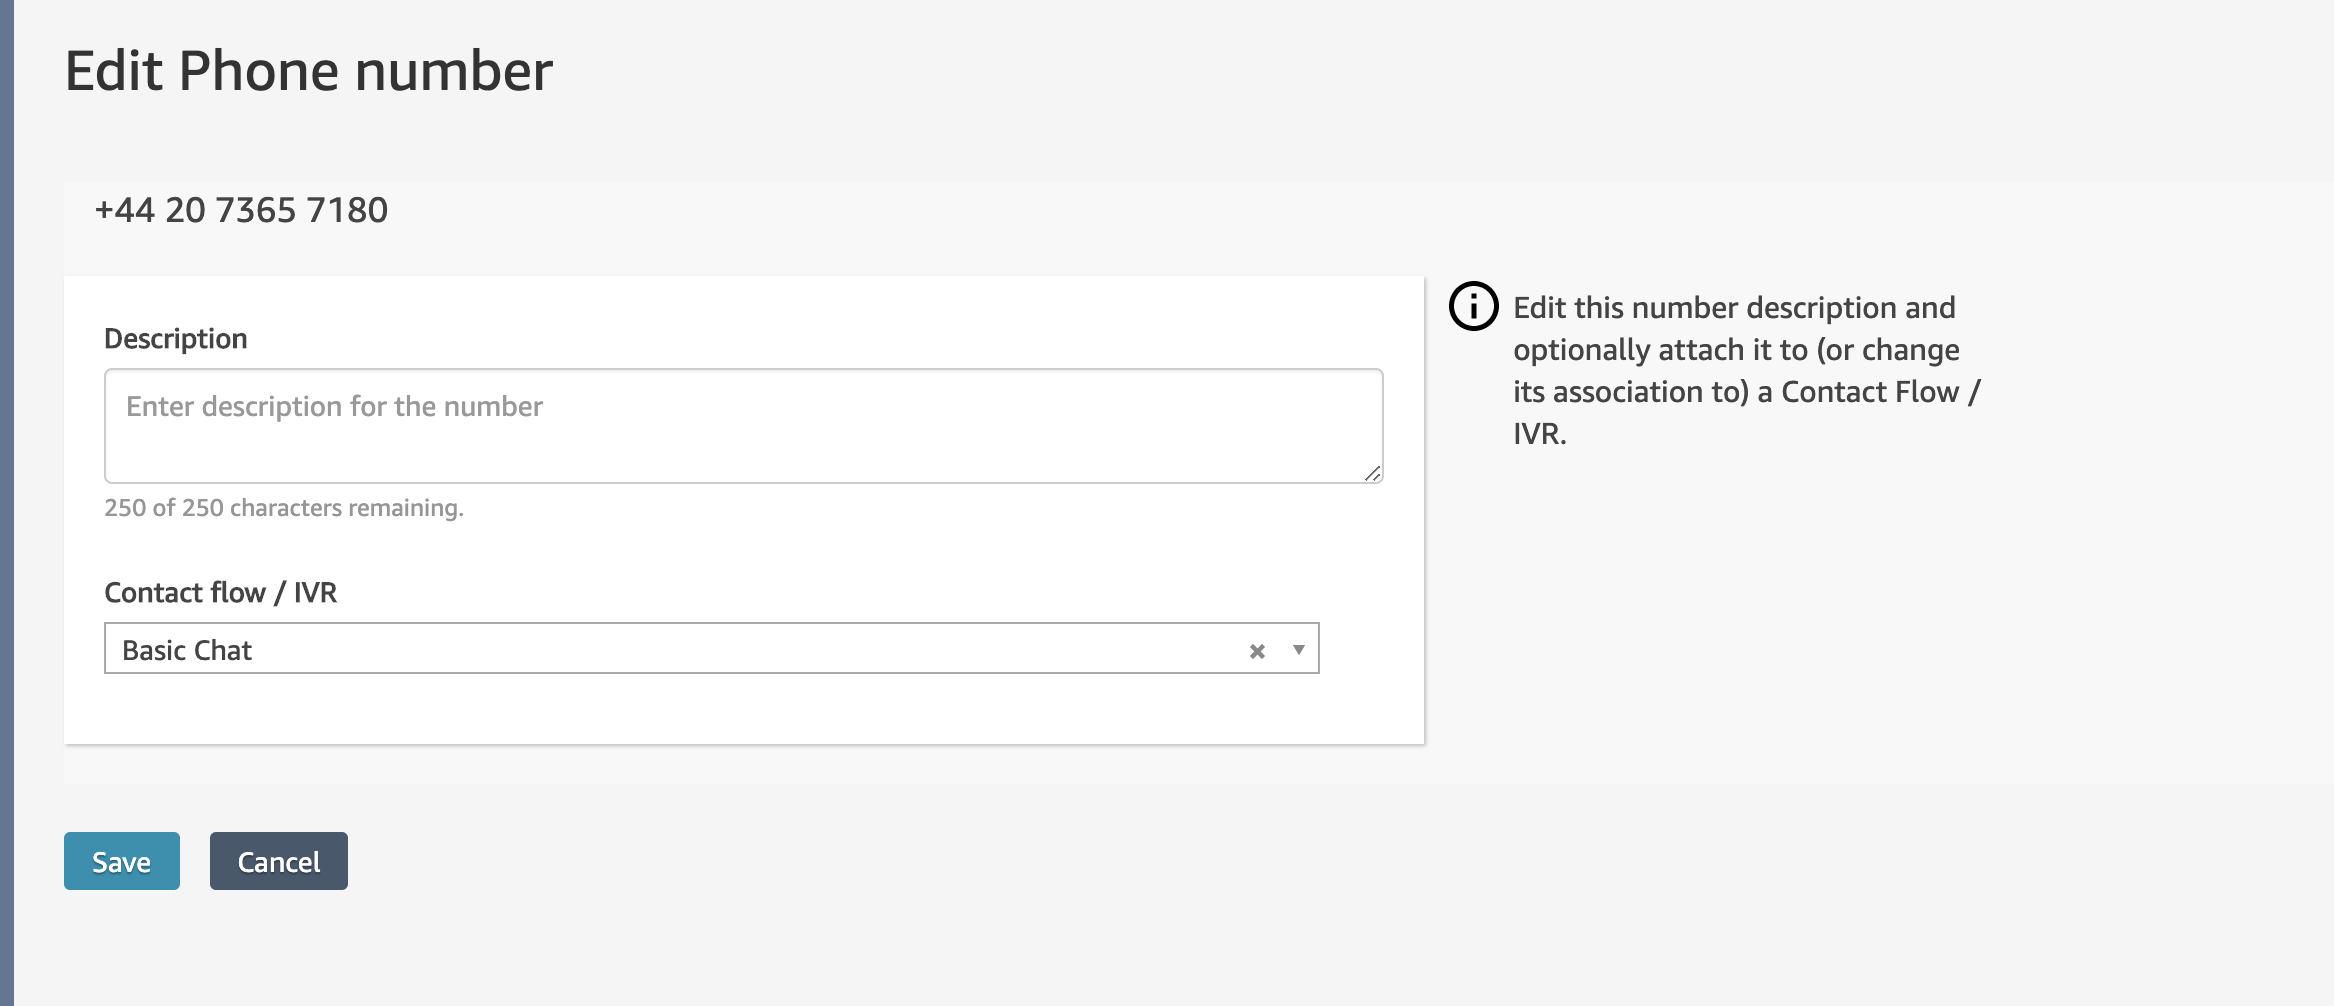 Edit Phone number
+44 20 7365 7180
Description
Enter description for the number
250 of 250 characters remaining.
Contact flow / IVR
Basic Chat
Edit this number description and
optionally attach it to (or change
its association to) a Contact Flow /
IVR.
Save
Cancel